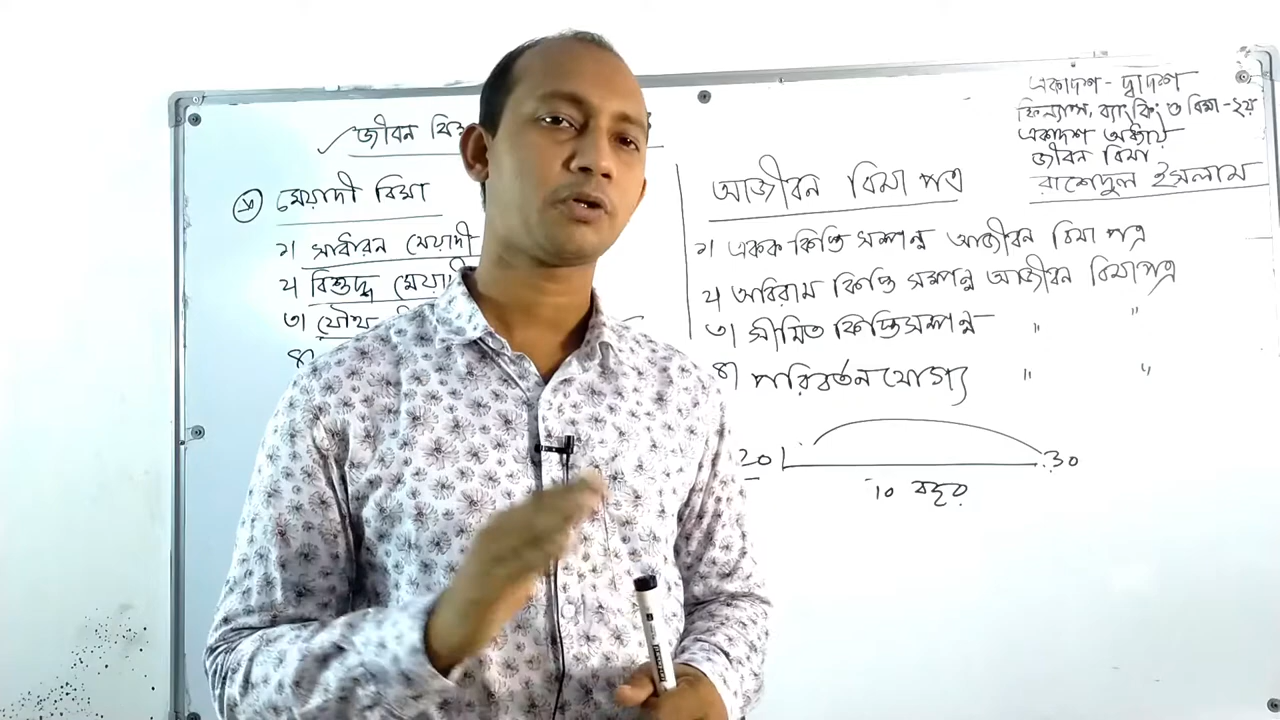 জীবন বিমা
মেয়াদী বিমা
১। সাধারন মেয়াদী
২। বিশুদ্ধ মেয়াদী
৩। যৌথ
৪।
একাদশ - দ্বাদশ
ফিন্যান্স, ব্যাংকিং ও বিমা - ২য়
একাদশ অধ্যায়
জীবন বিমা
রাশেদুল ইসলাম
আজীবন বিমা পত্র
১। একক কিস্তি সম্পন্ন আজীবন বিমা পত্র
২। অবিরাম কিস্তি সম্পন্ন আজীবন বিমাপত্র
৩। সীমিত কিস্তিসম্পন্ন " "
৪। পরিবর্তনযোগ্য " "
20 30
10 বছর